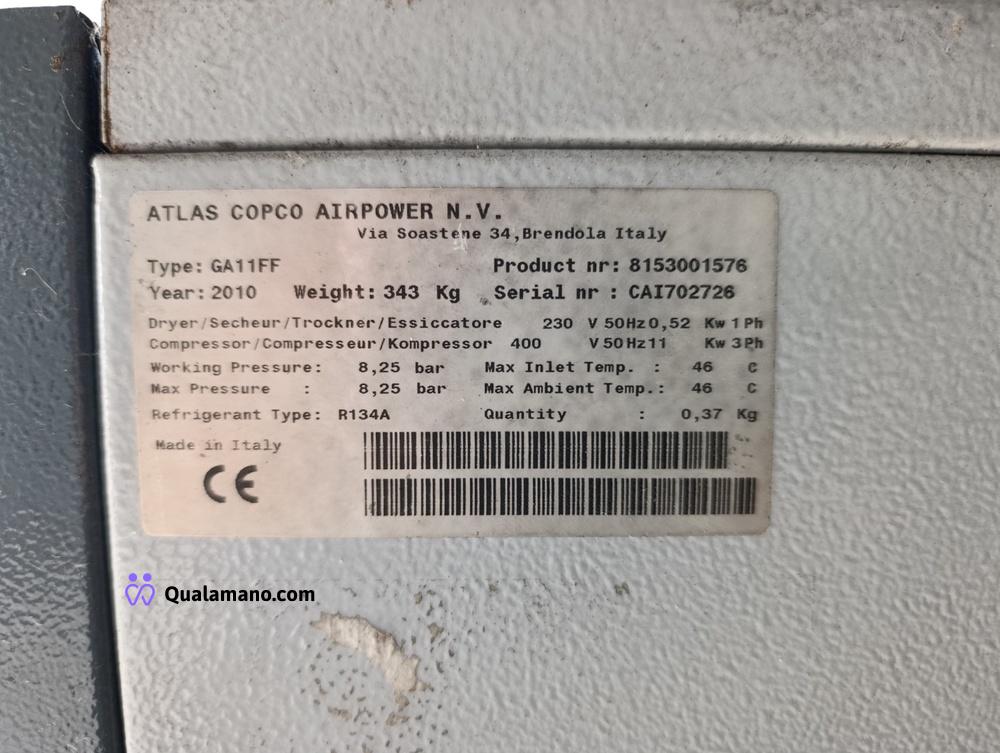 ATLAS COPCO AIRPOWER N.V.
Via Soastene 34,Brendola Italy
Type: GA11FF Product nr: 8153001576
Year: 2010 Weight: 343 Kg Serial nr : CAI702726
Dryer/Secheur/Trockner/Essiccatore 230 V 50Hz 0,52 Kw 1 Ph
Compressor/Compresseur/Kompressor 400 V 50Hz 11 Kw 3Ph
Working Pressure: 8,25 bar Max Inlet Temp. : 46 C
Max Pressure : 8,25 bar Max Ambient Temp.: 46 C
Refrigerant Type: R134A Quantity : 0,37 Kg
Made in Italy
CE
Qualamano.com